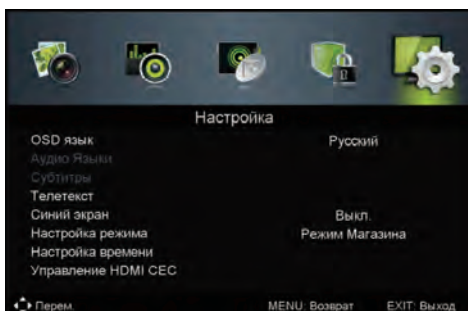 Настройка
OSD язык Русский
Аудио Языки
Субтитры
Телетекст
Синий экран Выкл.
Настройка режима Режим Магазина
Настройка времени
Управление HDMI CEC
Перем. MENU: Возврат EXIT: Выход